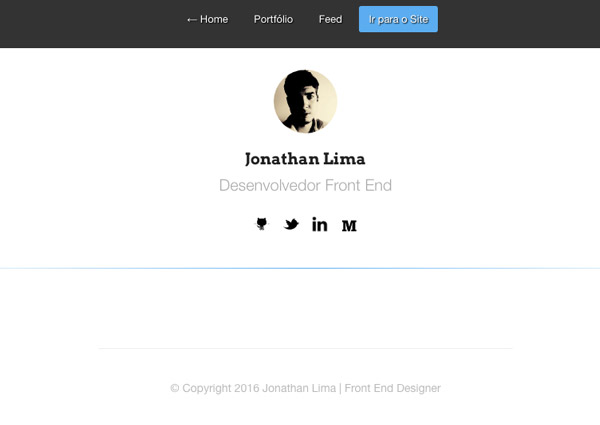 ← Home Portfólio Feed Ir para o Site
Jonathan Lima
Desenvolvedor Front End
in M
© Copyright 2016 Jonathan Lima | Front End Designer